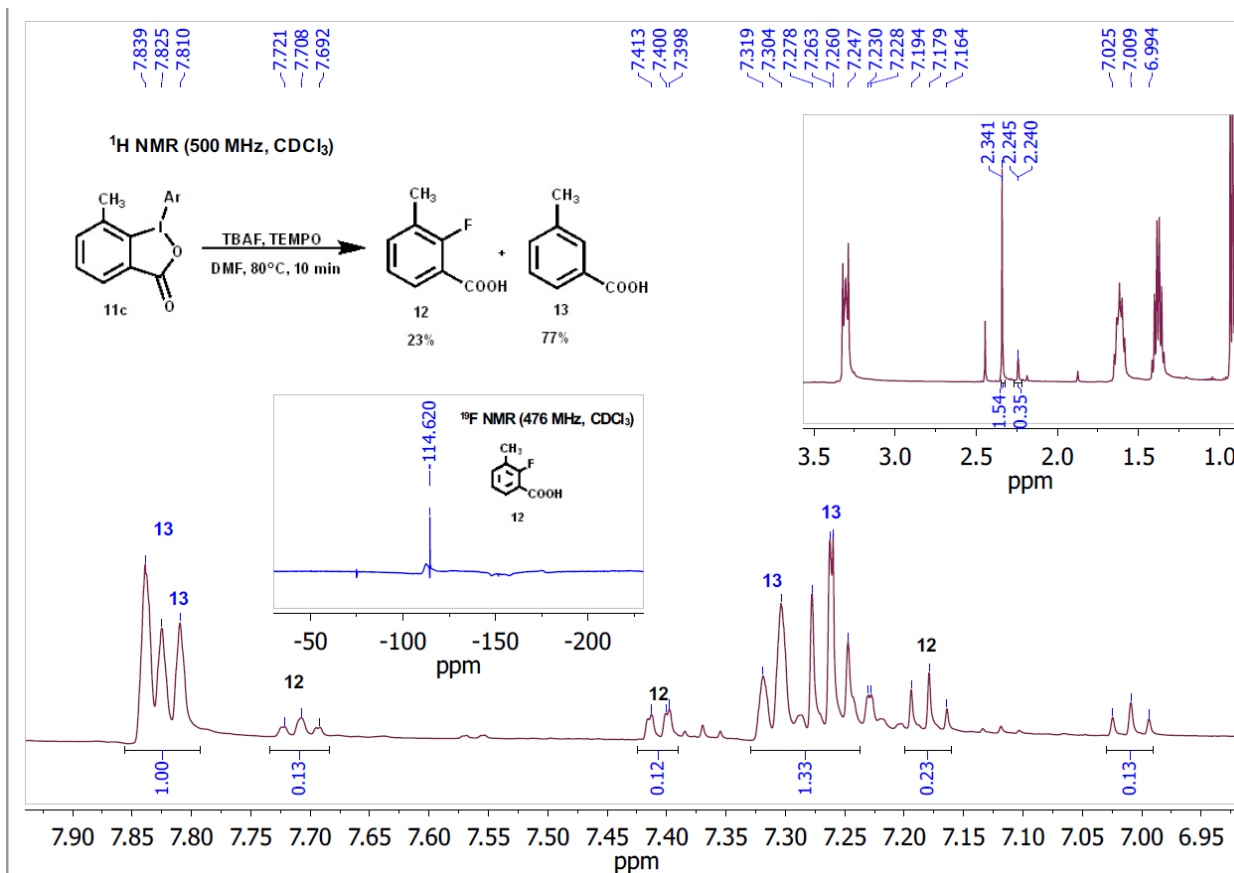 7.839 7.825 7.810 7.721 7.708 7.692 7.413 7.400 7.398 7.319 7.304 7.278 7.263 7.260 7.247 7.230 7.228 7.194 7.179 7.164 7.025 7.009 6.994
¹H NMR (500 MHz, CDCl₃)
CH₃ Ar
I
O
O
11c
TBAF, TEMPO
DMF, 80°C, 10 min
CH₃
F
COOH
12
23%
+
CH₃
COOH
13
77%
2.341 2.245 2.240
1.54 0.35
3.5 3.0 2.5 2.0 1.5 1.0
ppm
¹⁹F NMR (476 MHz, CDCl₃)
-114.620
CH₃
F
COOH
12
-50 -100 -150 -200
ppm
13
13
12
12
13
13
12
1.00 0.13 0.12 1.33 0.23 0.13
7.90 7.85 7.80 7.75 7.70 7.65 7.60 7.55 7.50 7.45 7.40 7.35 7.30 7.25 7.20 7.15 7.10 7.05 7.00 6.95
ppm